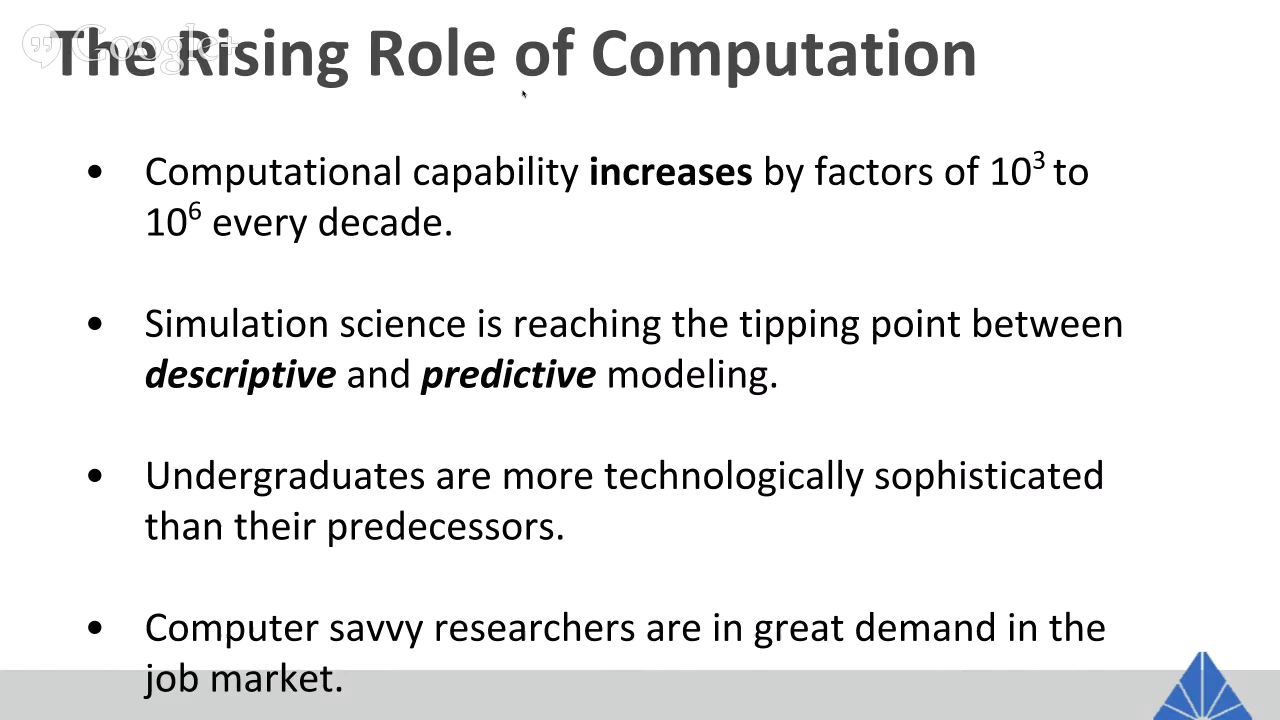 Google+
The Rising Role of Computation
• Computational capability increases by factors of 10³ to
10⁶ every decade.
• Simulation science is reaching the tipping point between
descriptive and predictive modeling.
• Undergraduates are more technologically sophisticated
than their predecessors.
• Computer savvy researchers are in great demand in the
job market.